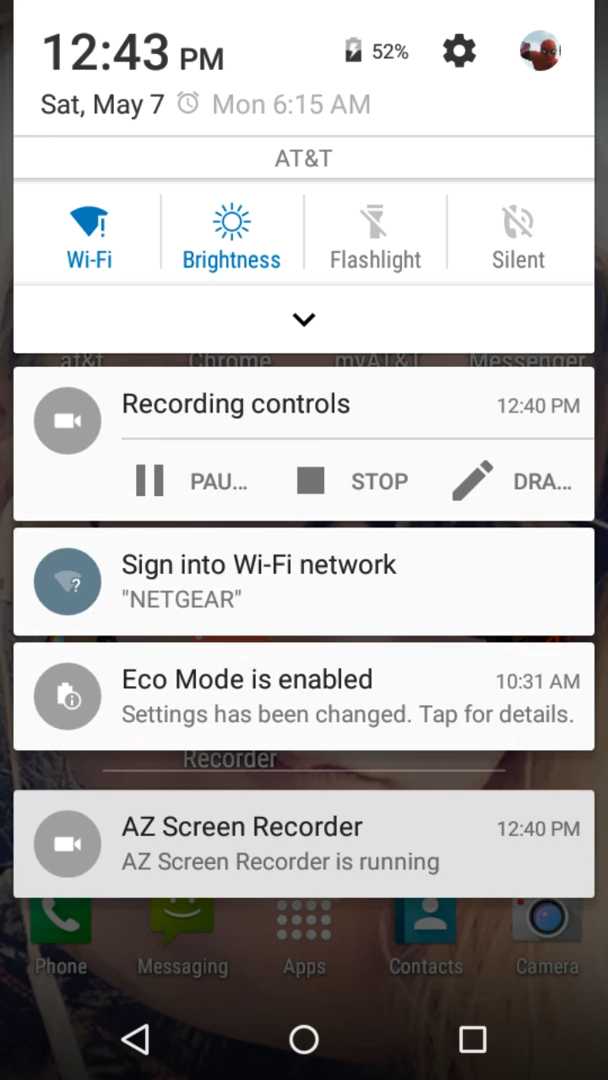 12:43 PM
52%
Sat, May 7 Mon 6:15 AM
AT&T
Wi-Fi Brightness Flashlight Silent
at&t Chrome myAT&T Messenger
Recording controls 12:40 PM
PAU... STOP DRA...
Sign into Wi-Fi network
"NETGEAR"
Eco Mode is enabled 10:31 AM
Settings has been changed. Tap for details.
Recorder
AZ Screen Recorder 12:40 PM
AZ Screen Recorder is running
Phone Messaging Apps Contacts Camera